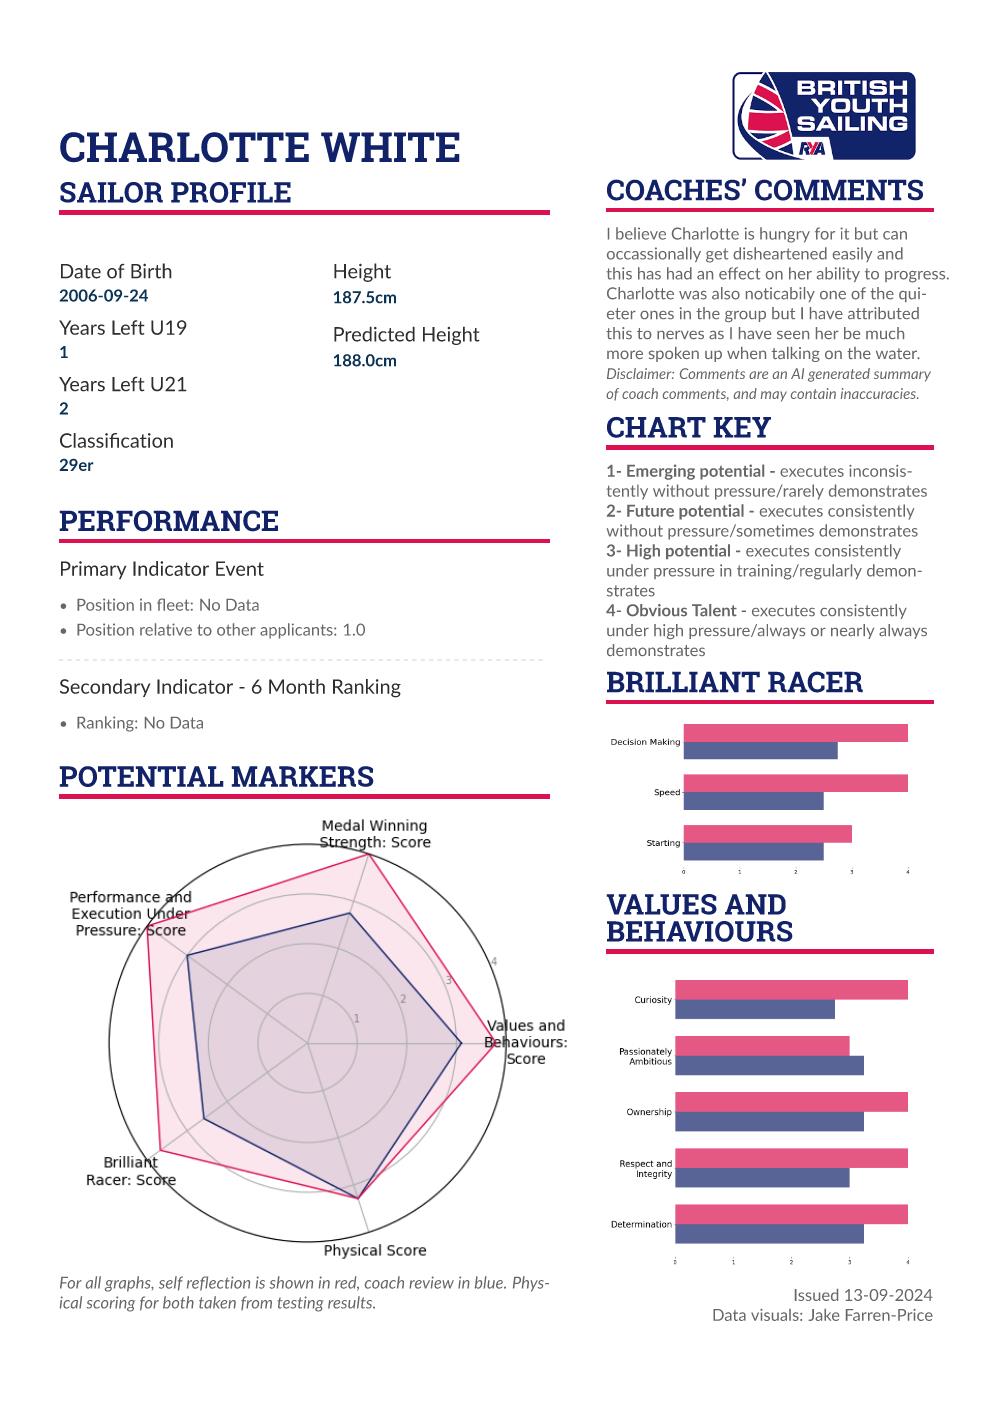 BRITISH
YOUTH
SAILING
RYA
CHARLOTTE WHITE
SAILOR PROFILE
Date of Birth
2006-09-24
Years Left U19
1
Years Left U21
2
Classification
29er
Height
187.5cm
Predicted Height
188.0cm
PERFORMANCE
Primary Indicator Event
• Position in fleet: No Data
• Position relative to other applicants: 1.0
Secondary Indicator - 6 Month Ranking
• Ranking: No Data
POTENTIAL MARKERS
Medal Winning
Strength: Score
Performance and
Execution Under
Pressure: Score
4
3
2
1
Values and
Behaviours:
Score
Brilliant
Racer: Score
Physical Score
For all graphs, self reflection is shown in red, coach review in blue. Phys-
ical scoring for both taken from testing results.
COACHES' COMMENTS
I believe Charlotte is hungry for it but can
occassionally get disheartened easily and
this has had an effect on her ability to progress.
Charlotte was also noticabily one of the qui-
eter ones in the group but I have attributed
this to nerves as I have seen her be much
more spoken up when talking on the water.
Disclaimer: Comments are an AI generated summary
of coach comments, and may contain inaccuracies.
CHART KEY
1- Emerging potential - executes inconsis-
tently without pressure/rarely demonstrates
2- Future potential - executes consistently
without pressure/sometimes demonstrates
3- High potential - executes consistently
under pressure in training/regularly demon-
strates
4- Obvious Talent - executes consistently
under high pressure/always or nearly always
demonstrates
BRILLIANT RACER
Decision Making
Speed
Starting
0 1 2 3 4
VALUES AND
BEHAVIOURS
Curiosity
Passionately
Ambitious
Ownership
Respect and
Integrity
Determination
0 1 2 3 4
Issued 13-09-2024
Data visuals: Jake Farren-Price